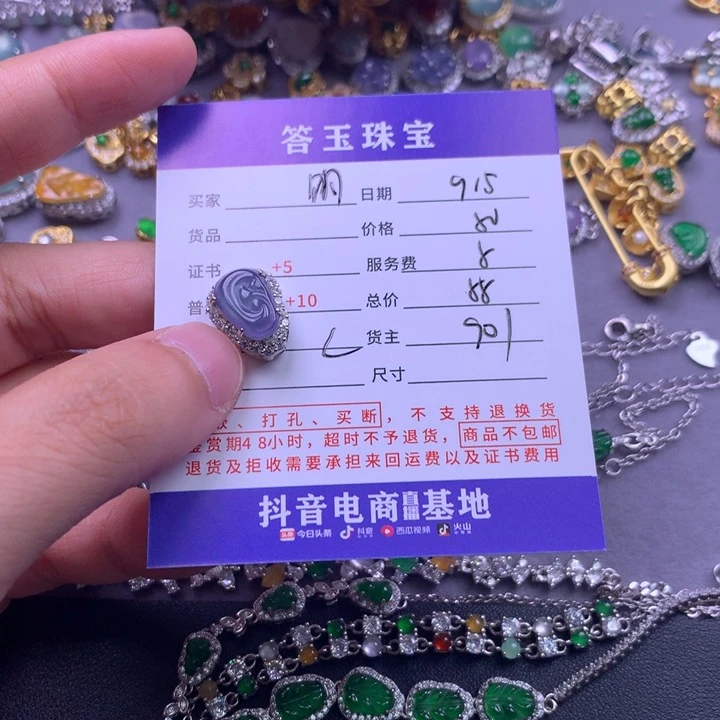 答玉珠宝
买家 明 日期 915
货品 价格 80
证书 +5 服务费 8
普 +10 总价 88
货主 901
尺寸
款、打孔、买断，不支持退换货
鉴赏期48小时，超时不予退货，商品不包邮
退货及拒收需要承担来回运费以及证书费用
抖音电商直播基地
头条 今日头条 抖音 西瓜视频 火山